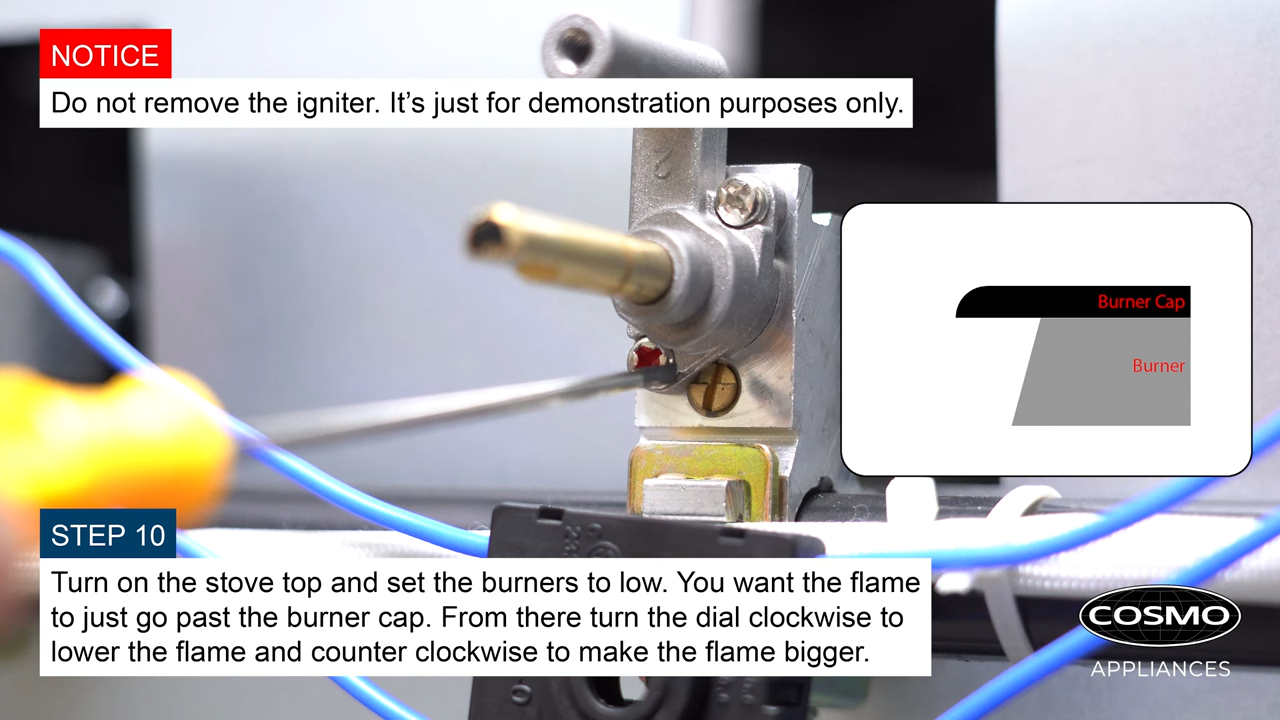 NOTICE
Do not remove the igniter. It's just for demonstration purposes only.
Burner Cap
Burner
STEP 10
Turn on the stove top and set the burners to low. You want the flame
to just go past the burner cap. From there turn the dial clockwise to
lower the flame and counter clockwise to make the flame bigger.
COSMO
APPLIANCES